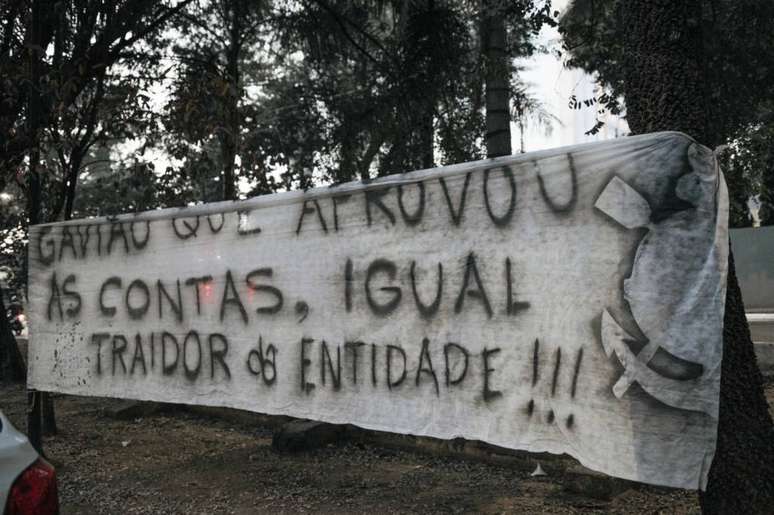 GAVIÃO QUE APROVOU
AS CONTAS, IGUAL
TRAIDOR da ENTIDADE!!!